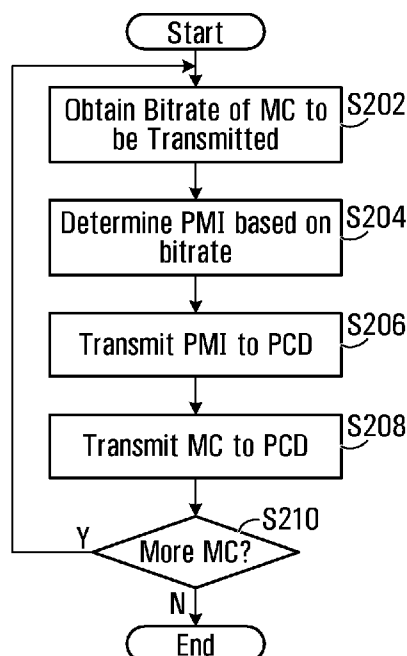 Start
Obtain Bitrate of MC to
be Transmitted
S202
Determine PMI based on
bitrate
S204
Transmit PMI to PCD
S206
Transmit MC to PCD
S208
More MC?
S210
Y
N
End